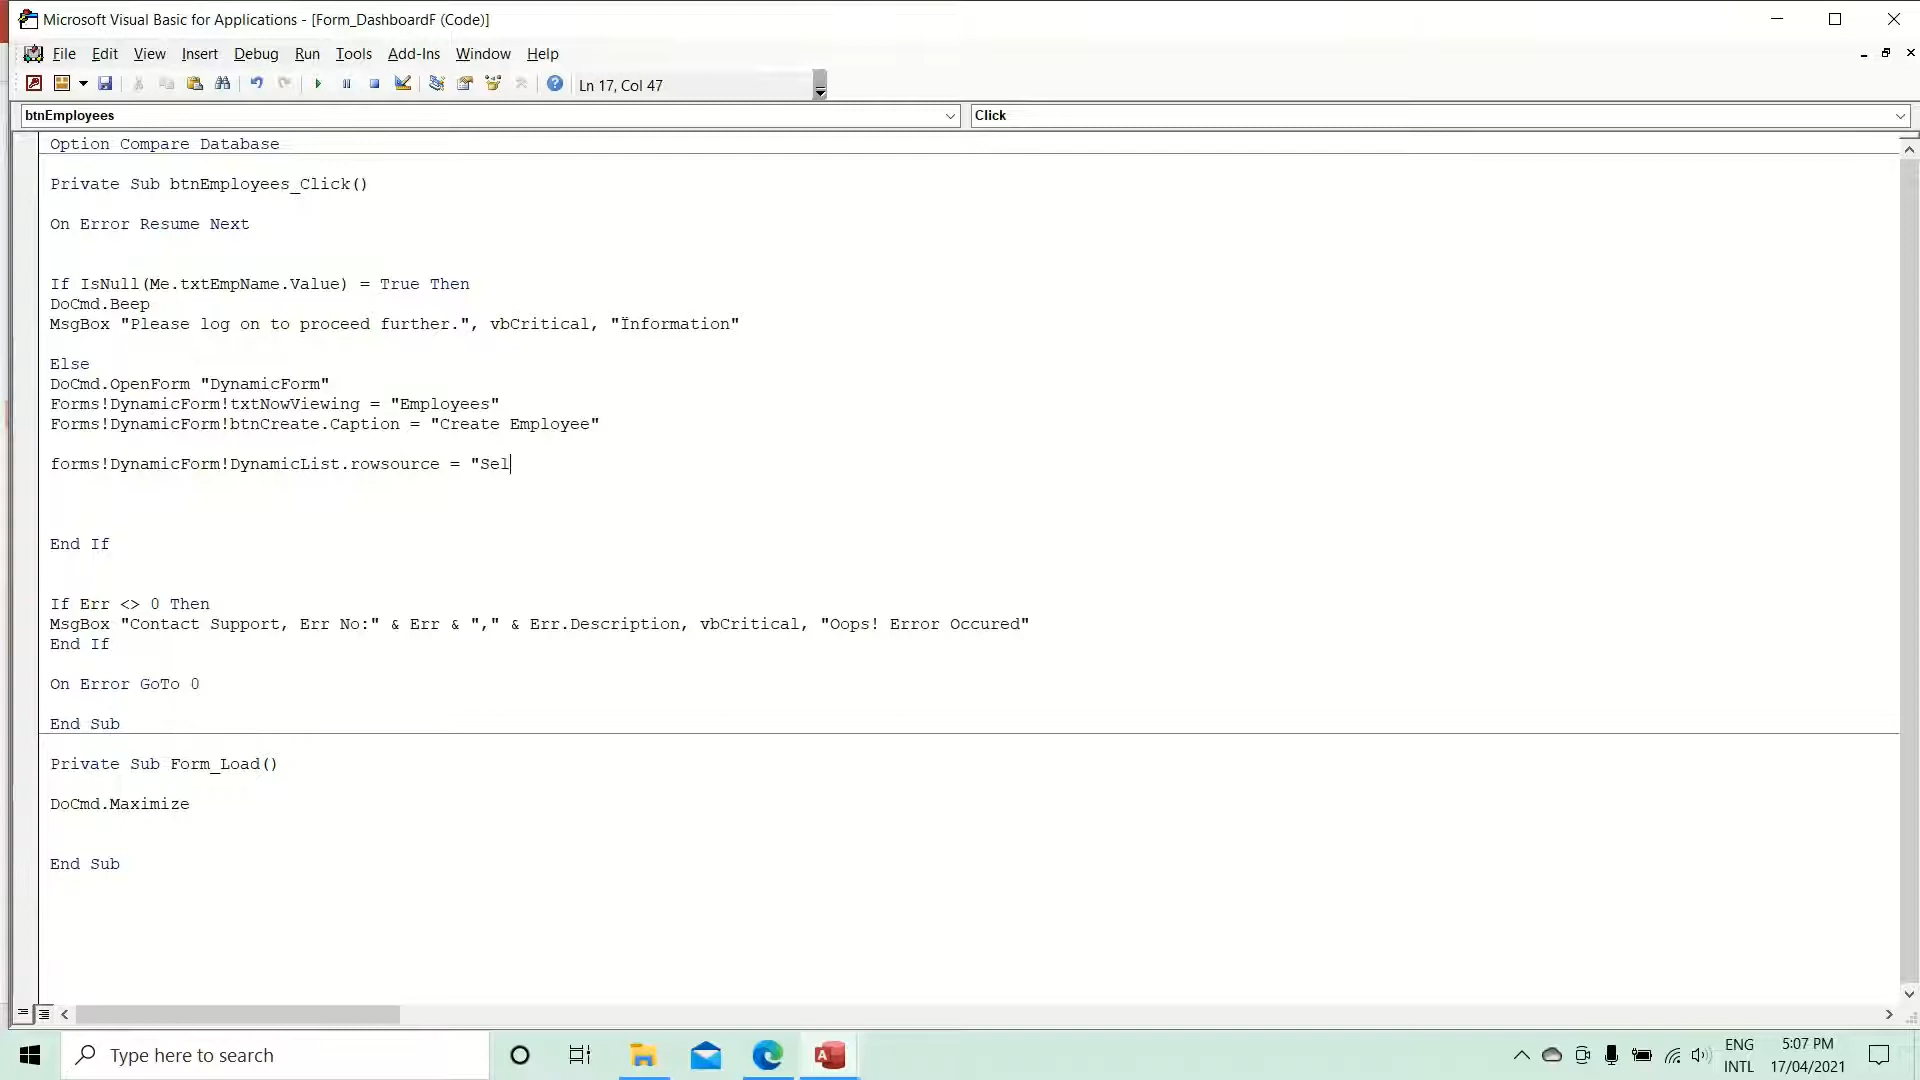 Microsoft Visual Basic for Applications - [Form_DashboardF (Code)]
File Edit View Insert Debug Run Tools Add-Ins Window Help
Ln 17, Col 47
btnEmployees Click
Option Compare Database
Private Sub btnEmployees_Click()
On Error Resume Next
If IsNull(Me.txtEmpName.Value) = True Then
DoCmd.Beep
MsgBox "Please log on to proceed further.", vbCritical, "Ïnformation"
Else
DoCmd.OpenForm "DynamicForm"
Forms!DynamicForm!txtNowViewing = "Employees"
Forms!DynamicForm!btnCreate.Caption = "Create Employee"
forms!DynamicForm!DynamicList.rowsource = "Sel
End If
If Err <> 0 Then
MsgBox "Contact Support, Err No:" & Err & "," & Err.Description, vbCritical, "Oops! Error Occured"
End If
On Error GoTo 0
End Sub
Private Sub Form_Load()
DoCmd.Maximize
End Sub
Type here to search
ENG
INTL
5:07 PM
17/04/2021